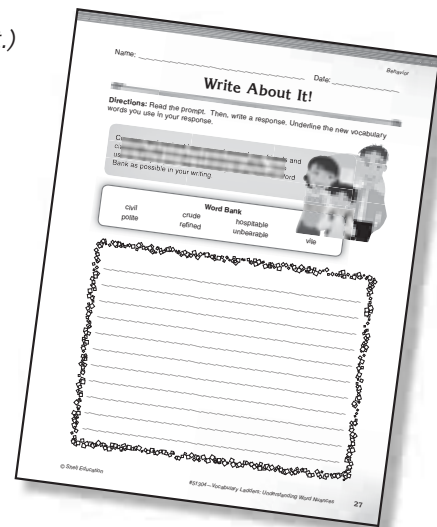 .)
Behavior
Name: Date:
Write About It!
Directions: Read the prompt. Then, write a response. Underline the new vocabulary
words you use in your response.
and
Bank as possible in your writing.
Word Bank
civil crude hospitable
polite refined unbearable vile
© Shell Education #51304—Vocabulary Ladders: Understanding Word Nuances 27